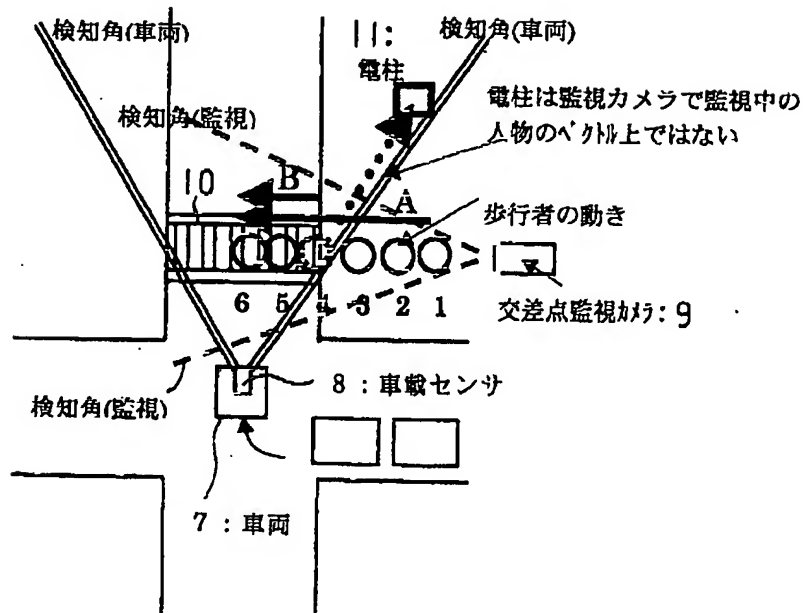 検知角(車両)
11:
電柱
検知角(車両)
検知角(監視)
電柱は監視カメラで監視中の
人物のベクトル上ではない
10
B
A
歩行者の動き
6 5 4 3 2 1
交差点監視カメラ: 9
検知角(監視)
8 : 車載センサ
7 : 車両